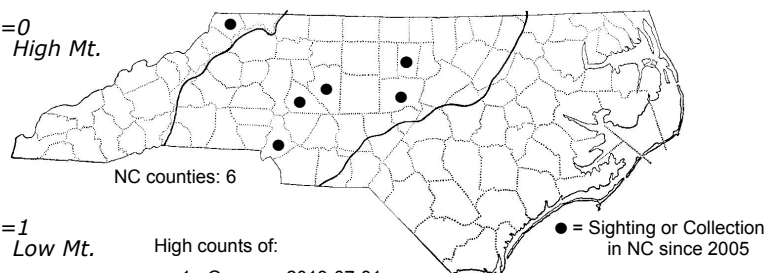 =0
High Mt.
NC counties: 6
=1
Low Mt.
High counts of:
● = Sighting or Collection
in NC since 2005